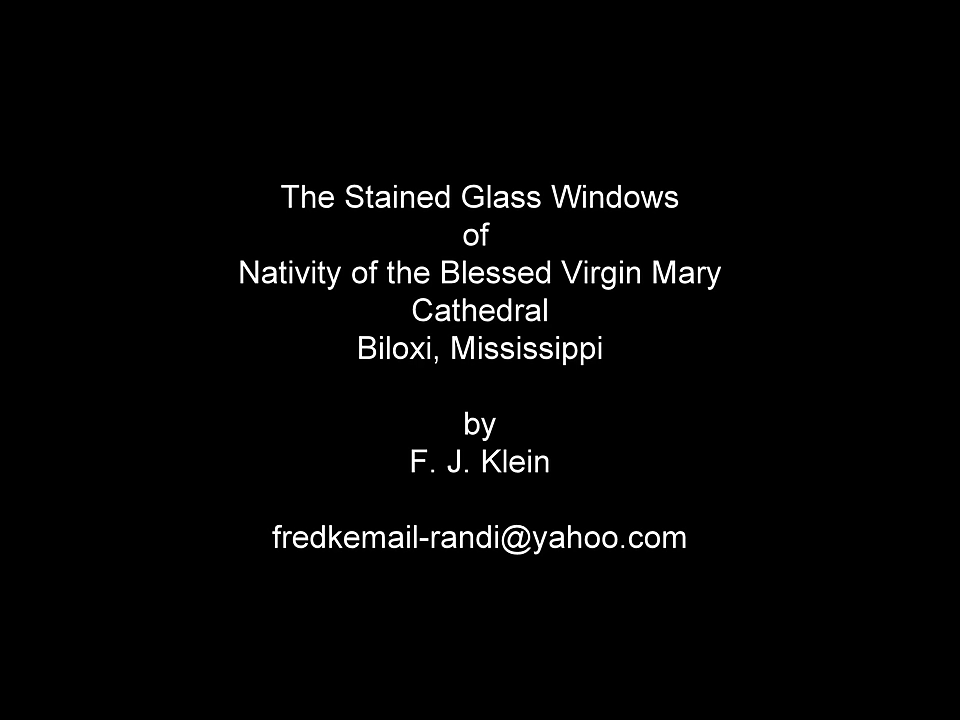 The Stained Glass Windows
of
Nativity of the Blessed Virgin Mary
Cathedral
Biloxi, Mississippi
by
F. J. Klein
fredkemail-randi@yahoo.com